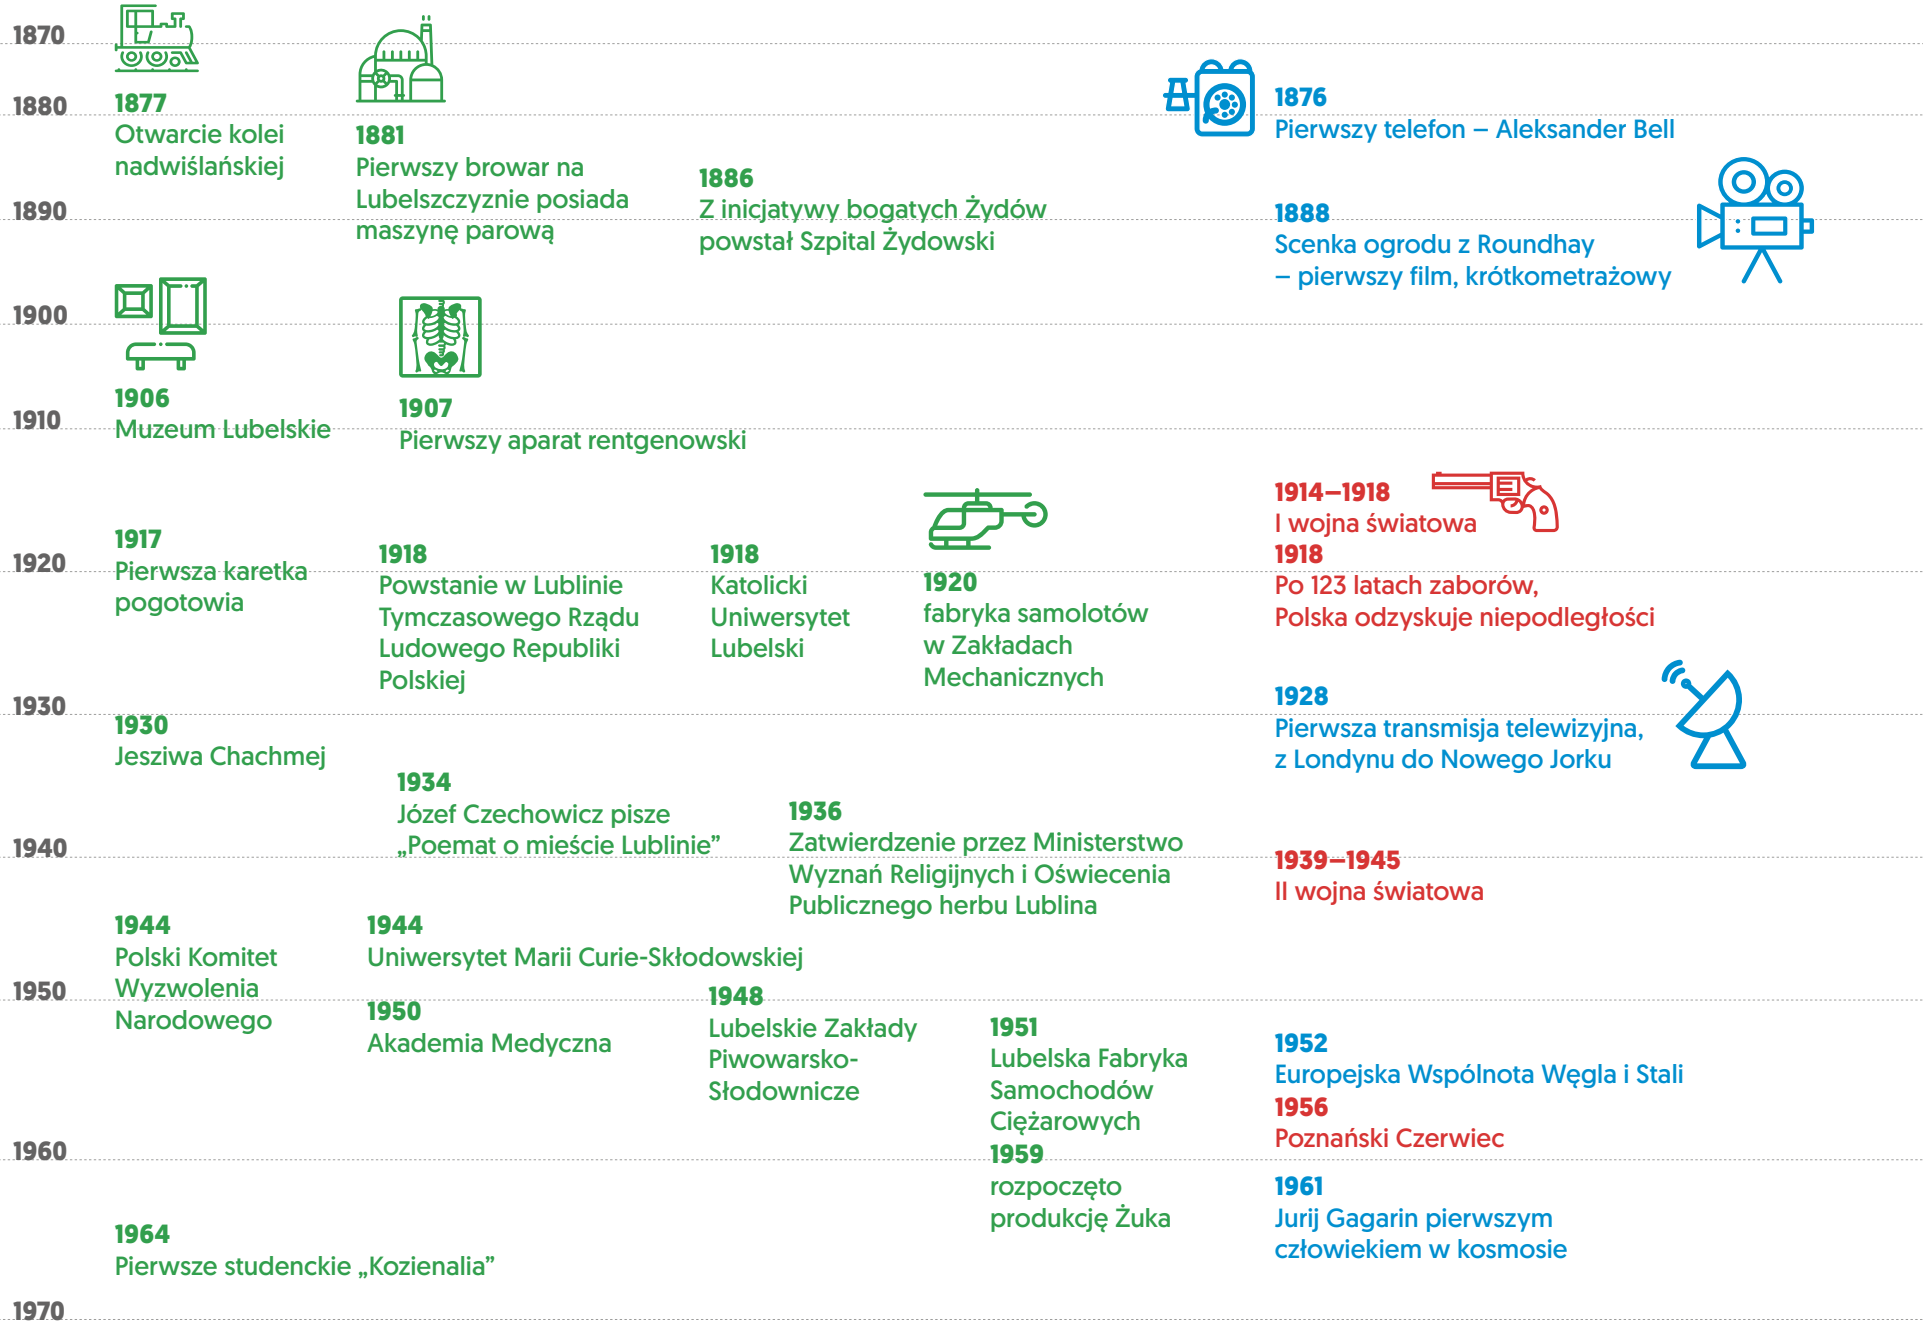 1870
1877
Otwarcie kolei
nadwiślańskiej
1881
Pierwszy browar na
Lubelszczyznie posiada
maszynę parową
1886
Z inicjatywy bogatych Żydów
powstał Szpital Żydowski
1876
Pierwszy telefon – Aleksander Bell
1880
1888
Scenka ogrodu z Roundhay
– pierwszy film, krótkometrażowy
1890
1900
1906
Muzeum Lubelskie
1907
Pierwszy aparat rentgenowski
1910
1917
Pierwsza karetka
pogotowia
1918
Powstanie w Lublinie
Tymczasowego Rządu
Ludowego Republiki
Polskiej
1918
Katolicki
Uniwersytet
Lubelski
1920
fabryka samolotów
w Zakładach
Mechanicznych
1914–1918
I wojna światowa
1918
Po 123 latach zaborów,
Polska odzyskuje niepodległości
1920
1928
Pierwsza transmisja telewizyjna,
z Londynu do Nowego Jorku
1930
1930
Jesziwa Chachmej
1934
Józef Czechowicz pisze
„Poemat o mieście Lublinie”
1936
Zatwierdzenie przez Ministerstwo
Wyznań Religijnych i Oświecenia
Publicznego herbu Lublina
1939–1945
II wojna światowa
1940
1944
Polski Komitet
Wyzwolenia
Narodowego
1944
Uniwersytet Marii Curie-Skłodowskiej
1950
Akademia Medyczna
1948
Lubelskie Zakłady
Piwowarsko-
Słodownicze
1951
Lubelska Fabryka
Samochodów
Ciężarowych
1959
rozpoczęto
produkcję Żuka
1950
1952
Europejska Wspólnota Węgla i Stali
1956
Poznański Czerwiec
1960
1961
Jurij Gagarin pierwszym
człowiekiem w kosmosie
1964
Pierwsze studenckie „Kozienalia”
1970